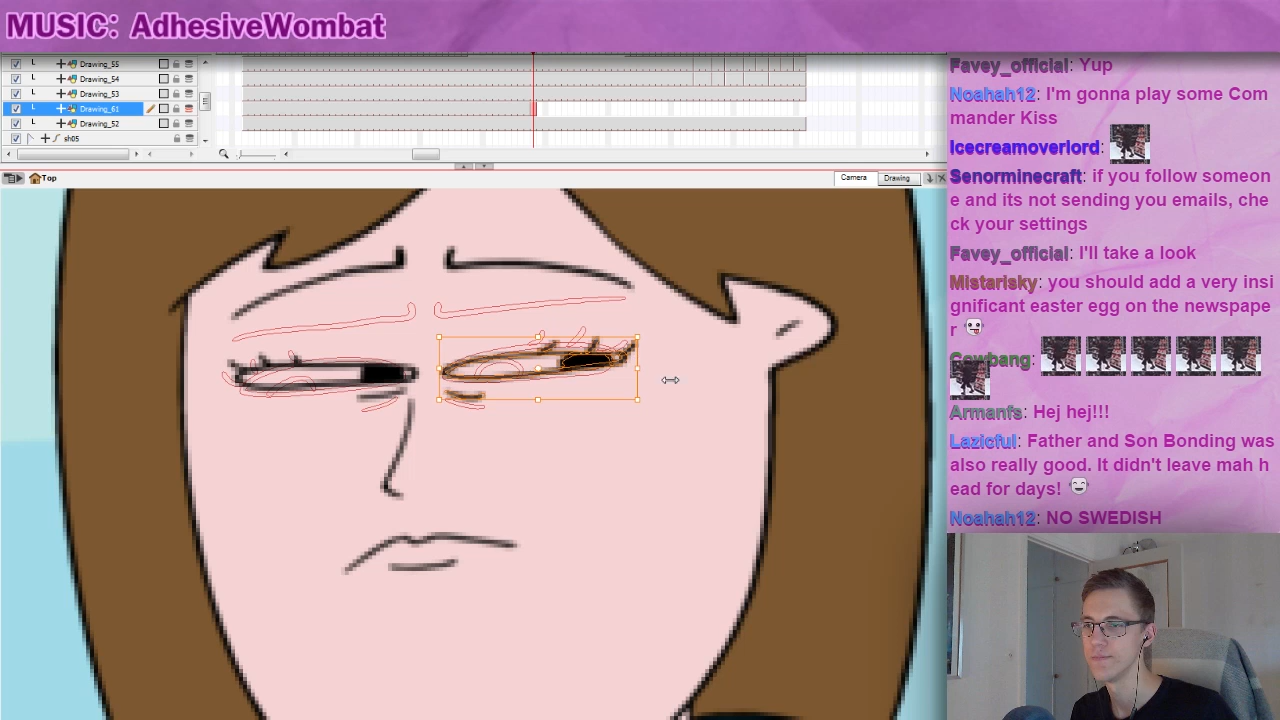 MUSIC: AdhesiveWombat
Drawing_55
Drawing_54
Drawing_53
Drawing_61
Drawing_52
sh05
Top
Camera
Drawing
Favey_official: Yup
Noahah12: I'm gonna play some Com
mander Kiss
Icecreamoverlord:
Senorminecraft: if you follow someon
e and its not sending you emails, che
ck your settings
Favey_official: I'll take a look
Mistarisky: you should add a very insi
gnificant easter egg on the newspape
r
Cowbang:
Armanfs: Hej hej!!!
Lazicful: Father and Son Bonding was
also really good. It didn't leave mah h
ead for days!
Noahah12: NO SWEDISH